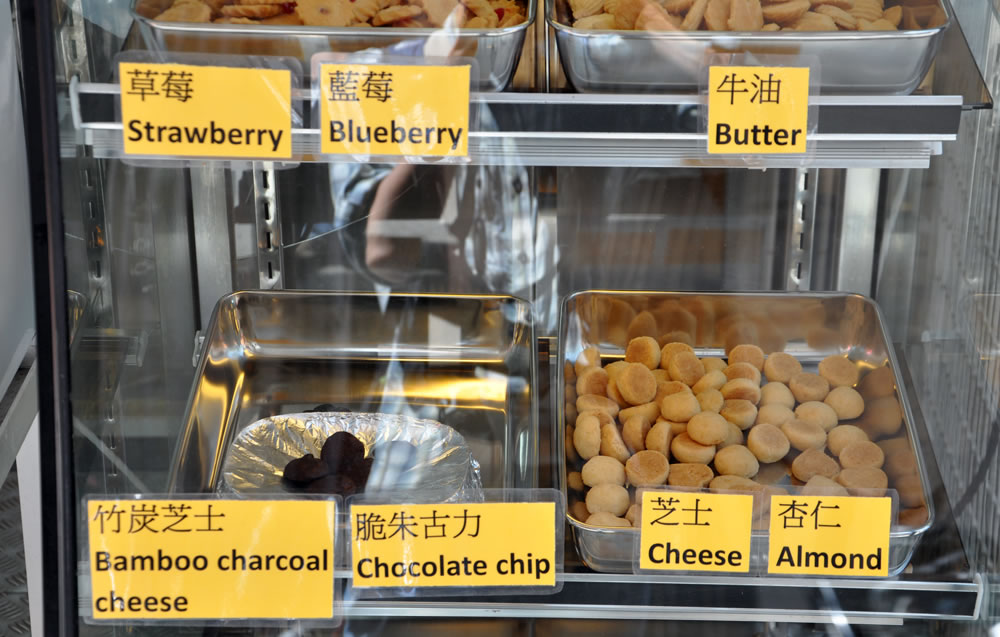 草莓
Strawberry
藍莓
Blueberry
牛油
Butter
竹炭芝士
Bamboo charcoal
cheese
脆朱古力
Chocolate chip
芝士
Cheese
杏仁
Almond